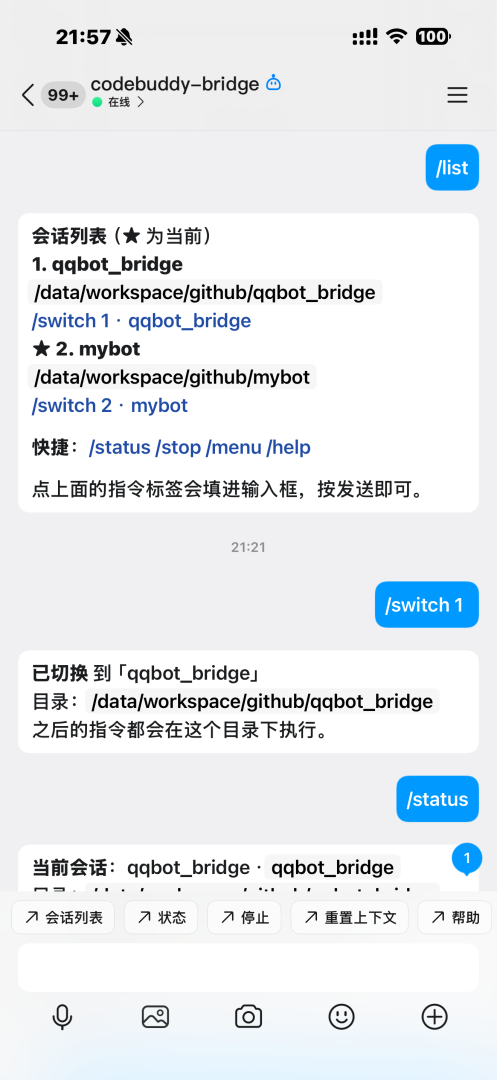 21:57
100
99+
codebuddy-bridge
在线
/list
会话列表（★ 为当前）
1. qqbot_bridge
/data/workspace/github/qqbot_bridge
/switch 1 · qqbot_bridge
★ 2. mybot
/data/workspace/github/mybot
/switch 2 · mybot
快捷：/status /stop /menu /help
点上面的指令标签会填进输入框，按发送即可。
21:21
/switch 1
已切换 到「qqbot_bridge」
目录：/data/workspace/github/qqbot_bridge
之后的指令都会在这个目录下执行。
/status
当前会话：qqbot_bridge · qqbot_bridge
1
会话列表
状态
停止
重置上下文
帮助